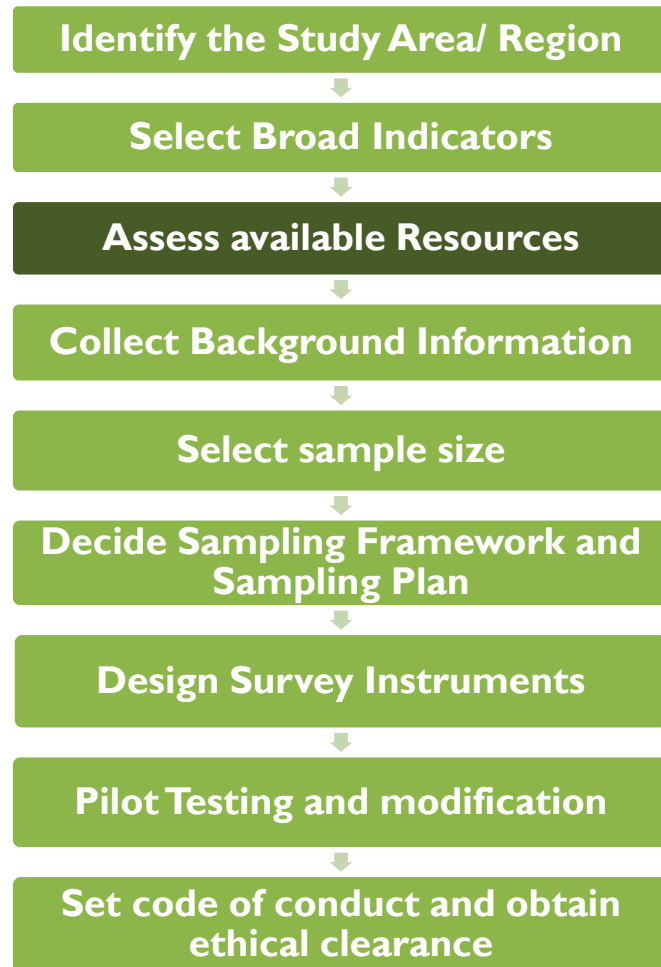 Identify the Study Area/ Region
Select Broad Indicators
Assess available Resources
Collect Background Information
Select sample size
Decide Sampling Framework and
Sampling Plan
Design Survey Instruments
Pilot Testing and modification
Set code of conduct and obtain
ethical clearance